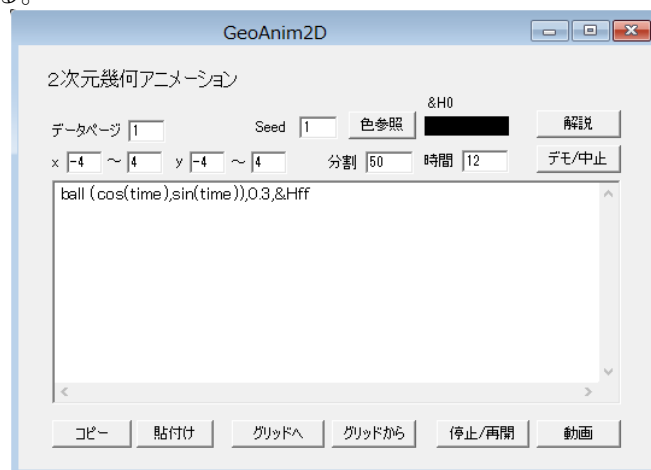 る。
GeoAnim2D
2次元幾何アニメーション
&H0
データページ 1 Seed 1 色参照 解説
x -4 ～ 4 y -4 ～ 4 分割 50 時間 12 デモ/中止
ball (cos(time),sin(time)),0.3,&Hff
コピー 貼付け グリッドへ グリッドから 停止/再開 動画